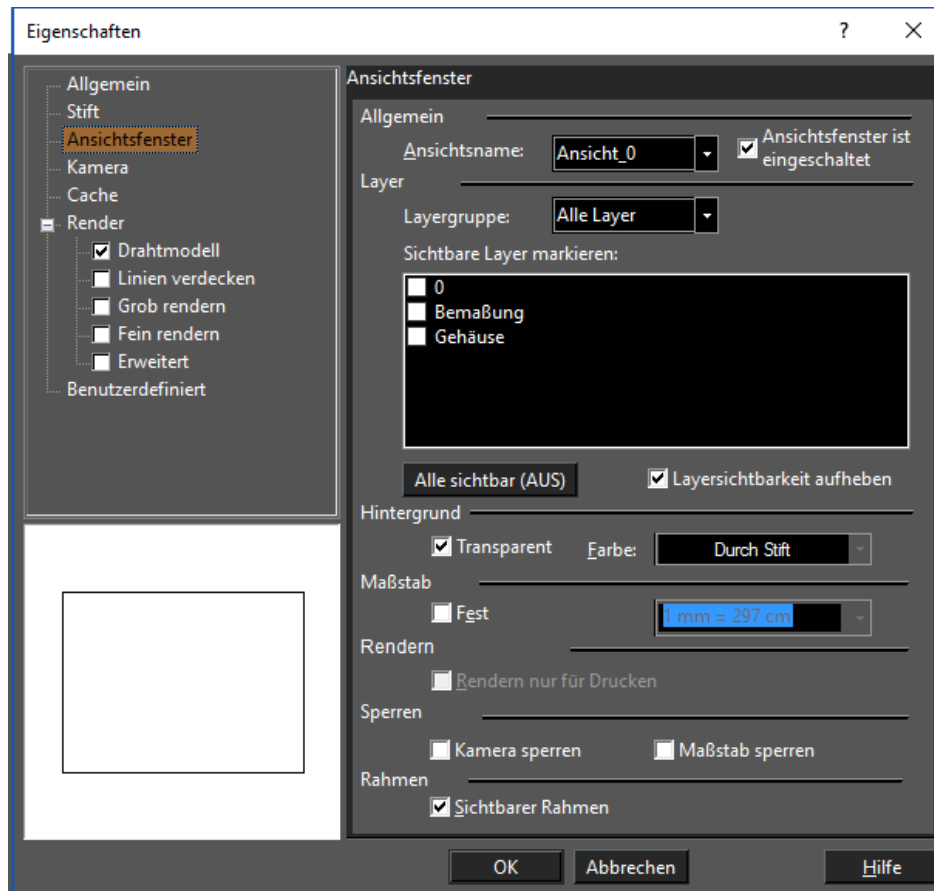 Eigenschaften
?
Allgemein
Stift
Ansichtsfenster
Kamera
Cache
Render
Drahtmodell
Linien verdecken
Grob rendern
Fein rendern
Erweitert
Benutzerdefiniert
Ansichtsfenster
Allgemein
Ansichtsname: Ansicht_0 Ansichtsfenster ist
eingeschaltet
Layer
Layergruppe: Alle Layer
Sichtbare Layer markieren:
0
Bemaßung
Gehäuse
Alle sichtbar (AUS) Layersichtbarkeit aufheben
Hintergrund
Transparent Farbe: Durch Stift
Maßstab
Fest 1 mm = 297 cm
Rendern
Rendern nur für Drucken
Sperren
Kamera sperren Maßstab sperren
Rahmen
Sichtbarer Rahmen
OK Abbrechen Hilfe